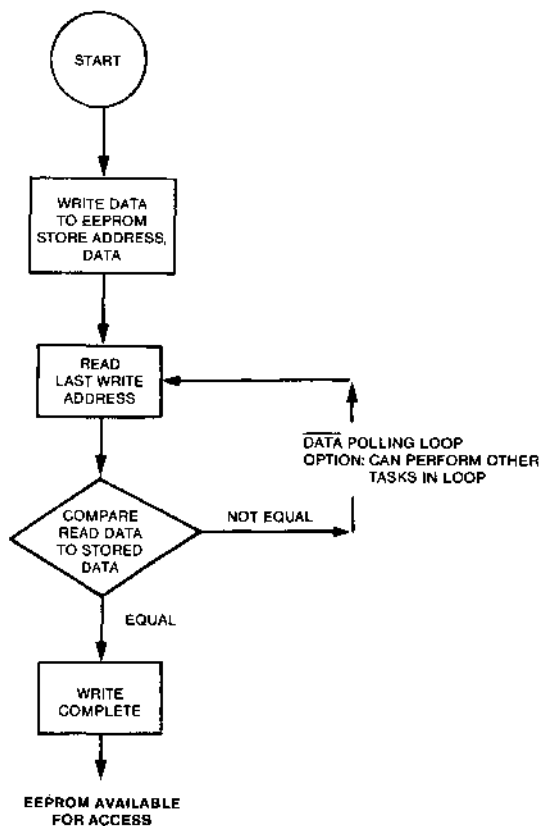 START
WRITE DATA
TO EEPROM
STORE ADDRESS,
DATA
READ
LAST WRITE
ADDRESS
DATA POLLING LOOP
OPTION: CAN PERFORM OTHER
TASKS IN LOOP
COMPARE
READ DATA
TO STORED
DATA
NOT EQUAL
EQUAL
WRITE
COMPLETE
EEPROM AVAILABLE
FOR ACCESS